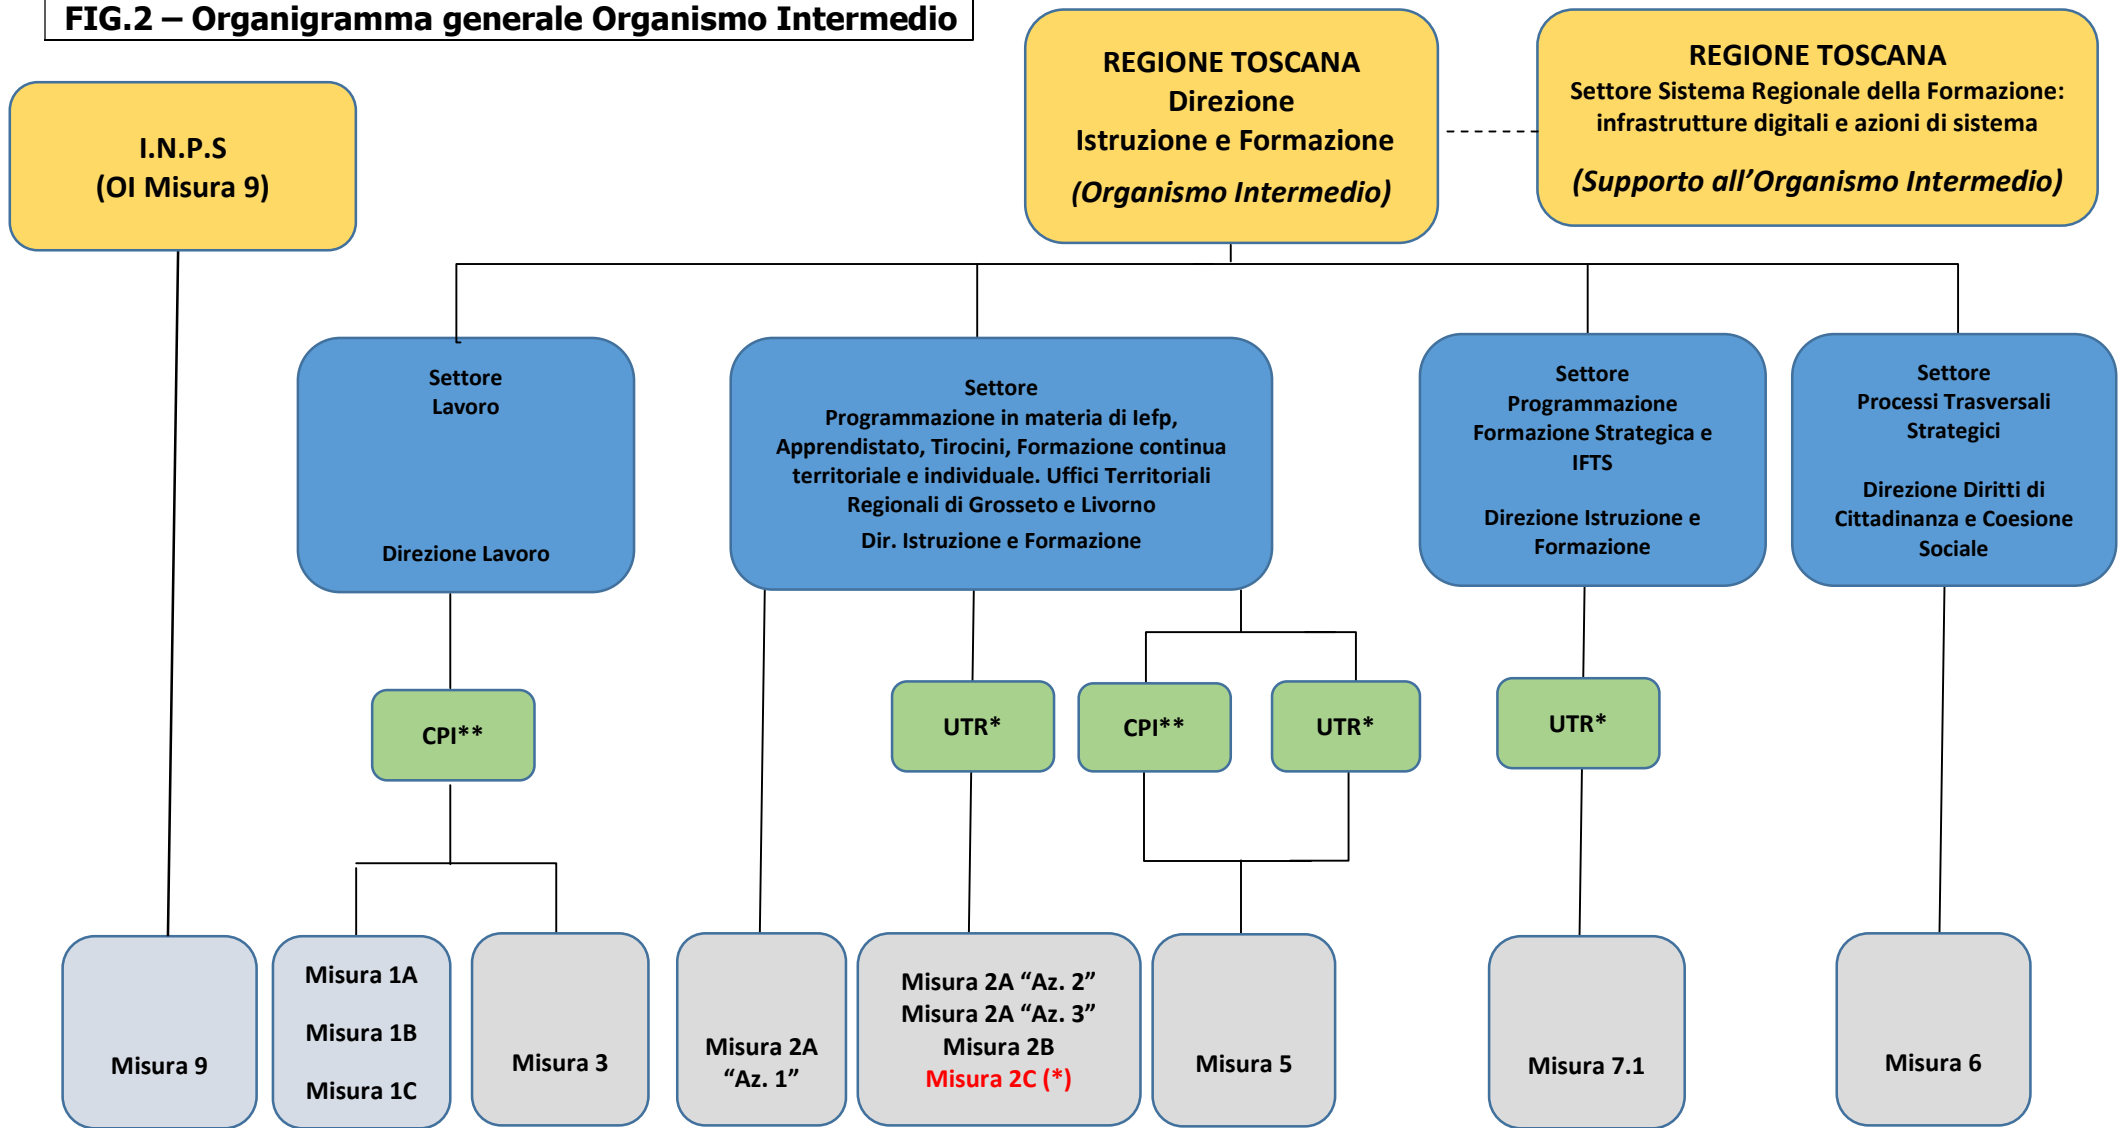 FIG.2 – Organigramma generale Organismo Intermedio
REGIONE TOSCANA
Direzione
Istruzione e Formazione
(Organismo Intermedio)
REGIONE TOSCANA
Settore Sistema Regionale della Formazione:
infrastrutture digitali e azioni di sistema
(Supporto all’Organismo Intermedio)
I.N.P.S
(OI Misura 9)
Settore
Lavoro
Direzione Lavoro
Settore
Programmazione in materia di Iefp,
Apprendistato, Tirocini, Formazione continua
territoriale e individuale. Uffici Territoriali
Regionali di Grosseto e Livorno
Dir. Istruzione e Formazione
Settore
Programmazione
Formazione Strategica e
IFTS
Direzione Istruzione e
Formazione
Settore
Processi Trasversali
Strategici
Direzione Diritti di
Cittadinanza e Coesione
Sociale
CPI**
UTR*
CPI**
UTR*
UTR*
Misura 9
Misura 1A
Misura 1B
Misura 1C
Misura 3
Misura 2A
“Az. 1”
Misura 2A “Az. 2”
Misura 2A “Az. 3”
Misura 2B
Misura 2C (*)
Misura 5
Misura 7.1
Misura 6